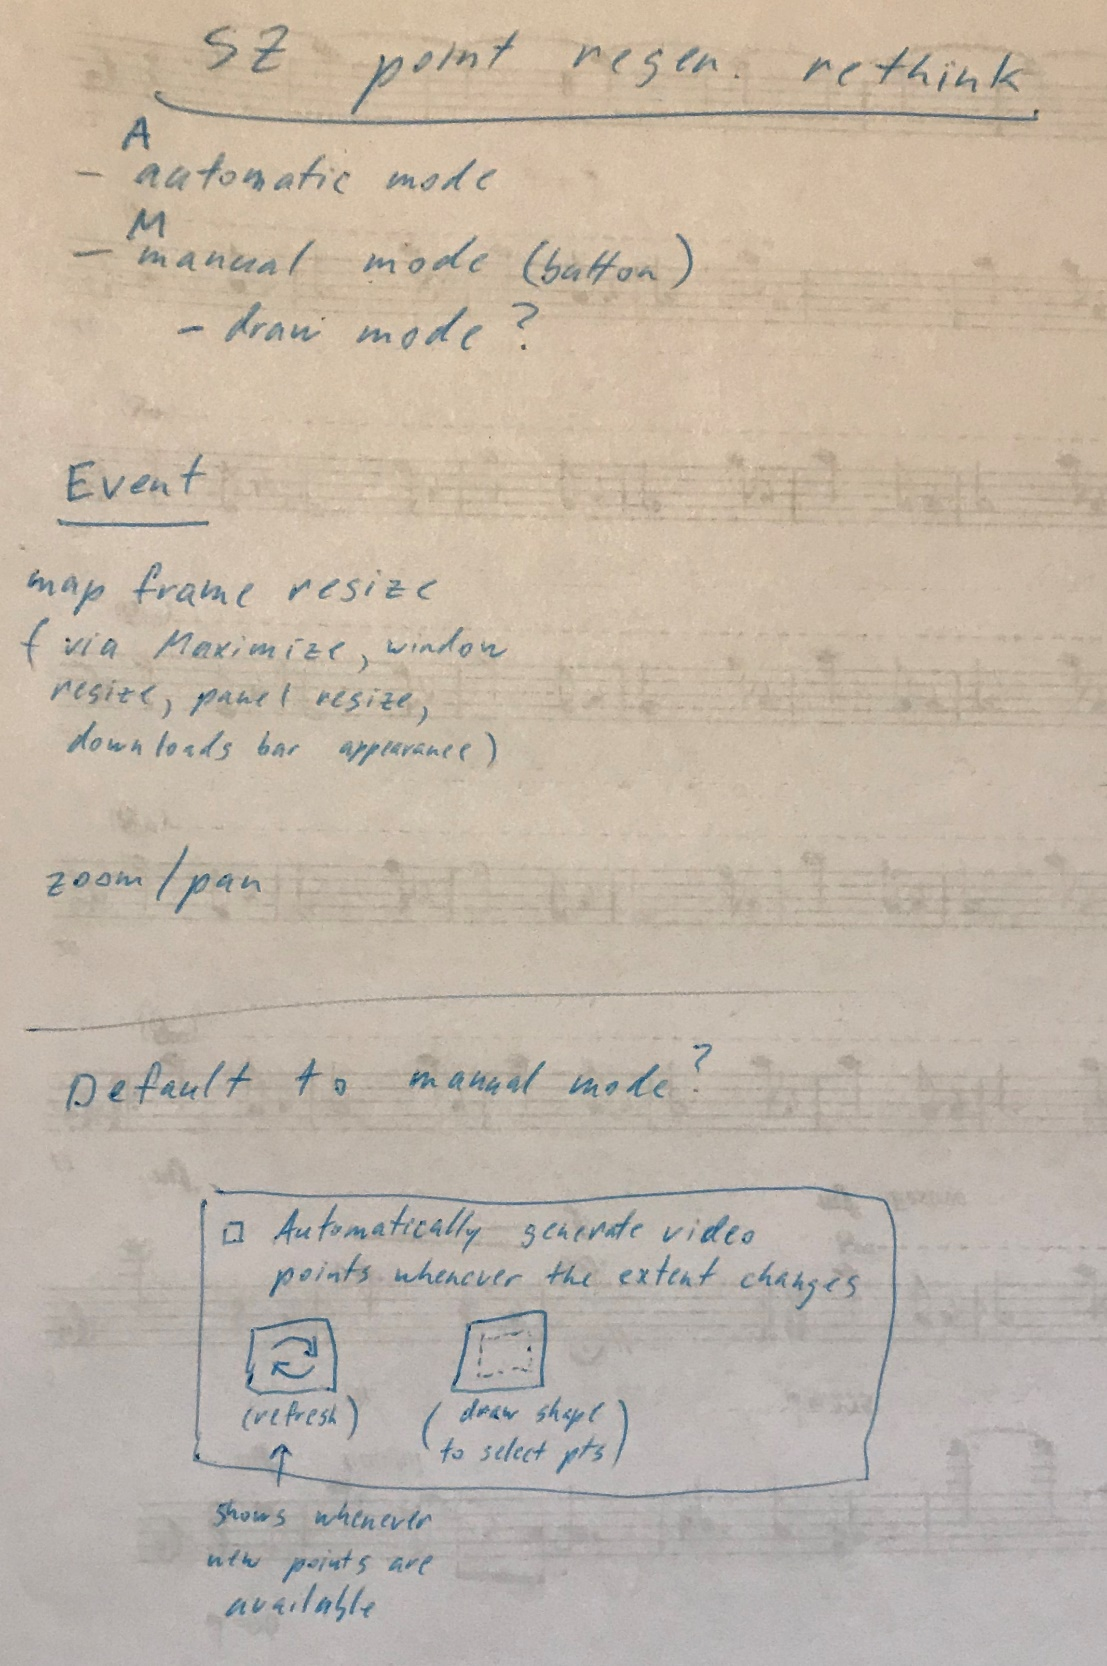 SZ point regen. rethink
A
- automatic mode
M
- manual mode (button)
- draw mode?
Event
map frame resize
(via Maximize, window
resize, panel resize,
downloads bar appearance)
zoom/pan
Default to manual mode?
Automatically generate video
points whenever the extent changes
(refresh)
(draw shape
to select pts)
shows whenever
new points are
available